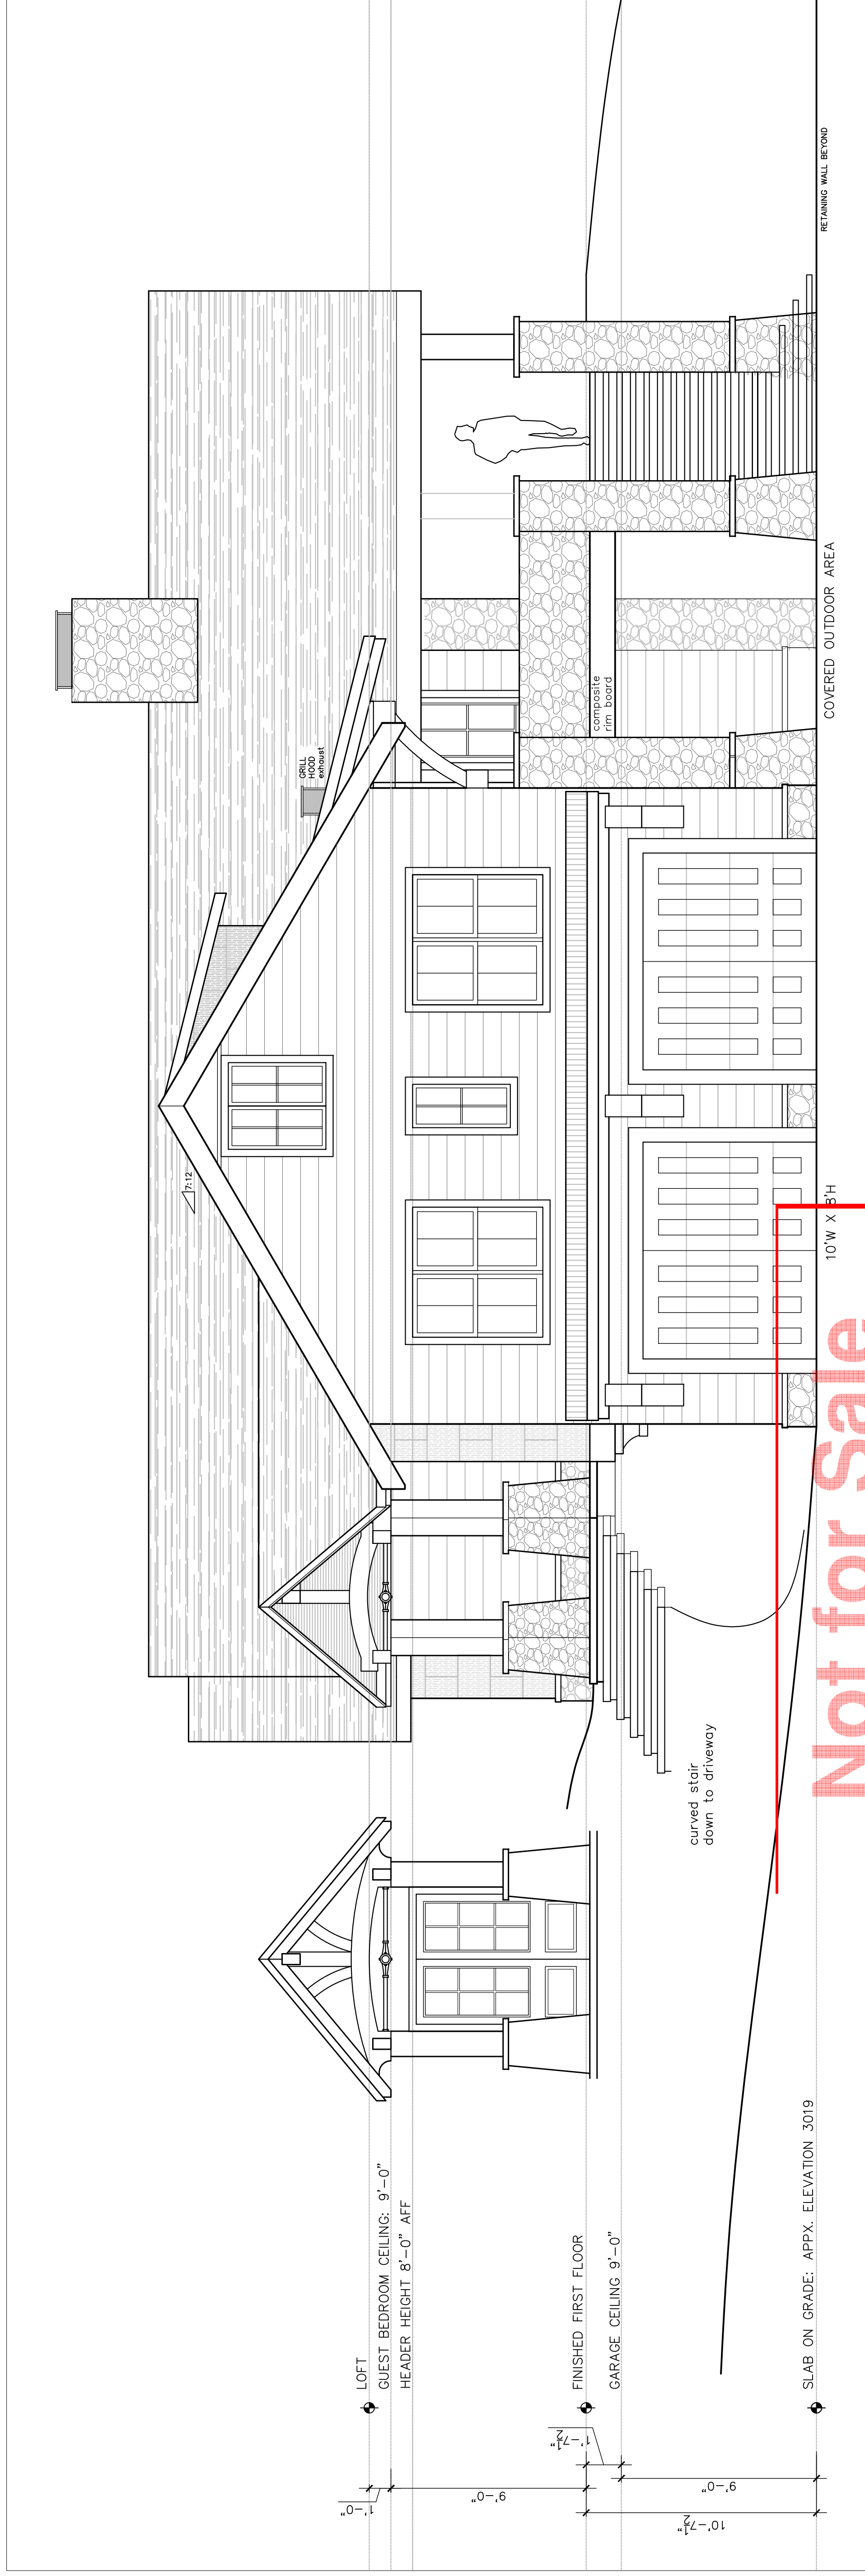 LOFT
GUEST BEDROOM CEILING: 9'-0"
HEADER HEIGHT 8'-0" AFF
FINISHED FIRST FLOOR
GARAGE CEILING 9'-0"
SLAB ON GRADE: APPX. ELEVATION 3019
1'-0"
9'-0"
1'-7½"
9'-0"
10'-7½"
curved stair
down to driveway
7:12
GRILL
HOOD
exhaust
composite
rim board
10'W X 8'H
COVERED OUTDOOR AREA
RETAINING WALL BEYOND
Not for Sale